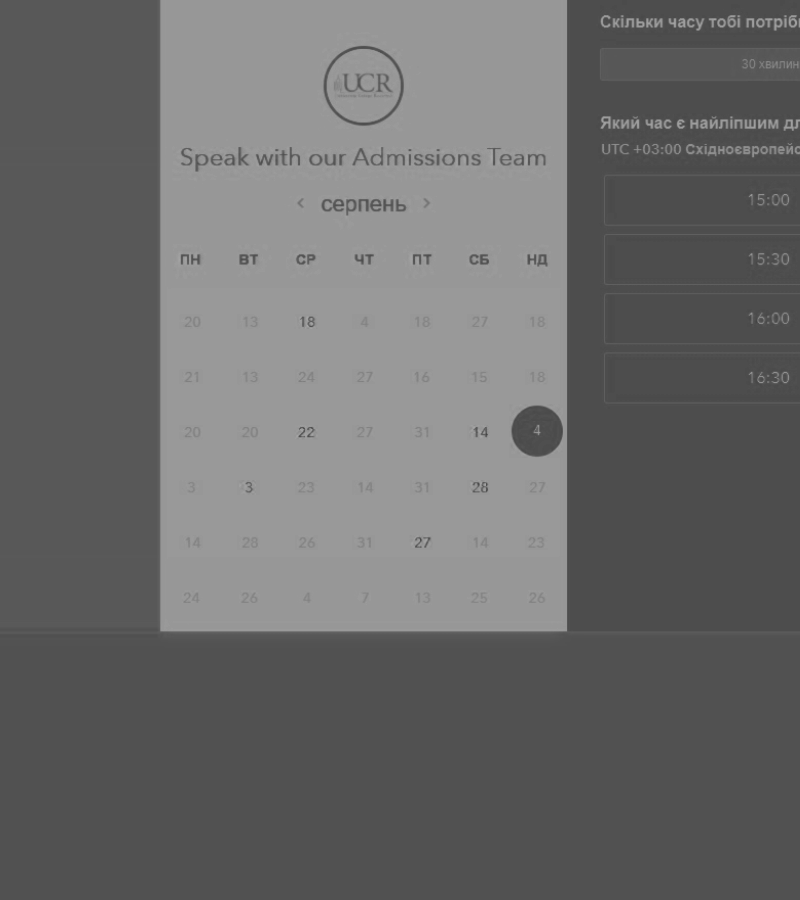 UCR
Speak with our Admissions Team
серпень
ПН ВТ СР ЧТ ПТ СБ НД
20 13 18 4 18 27 18
21 13 24 27 16 15 18
20 20 22 27 31 14 4
3 3 23 14 31 28 27
14 28 26 31 27 14 23
24 26 4 7 13 25 26
Скільки часу тобі потріб
30 хвилин
Який час є найліпшим дл
UTC +03:00 Східноєвропейс
15:00
15:30
16:00
16:30